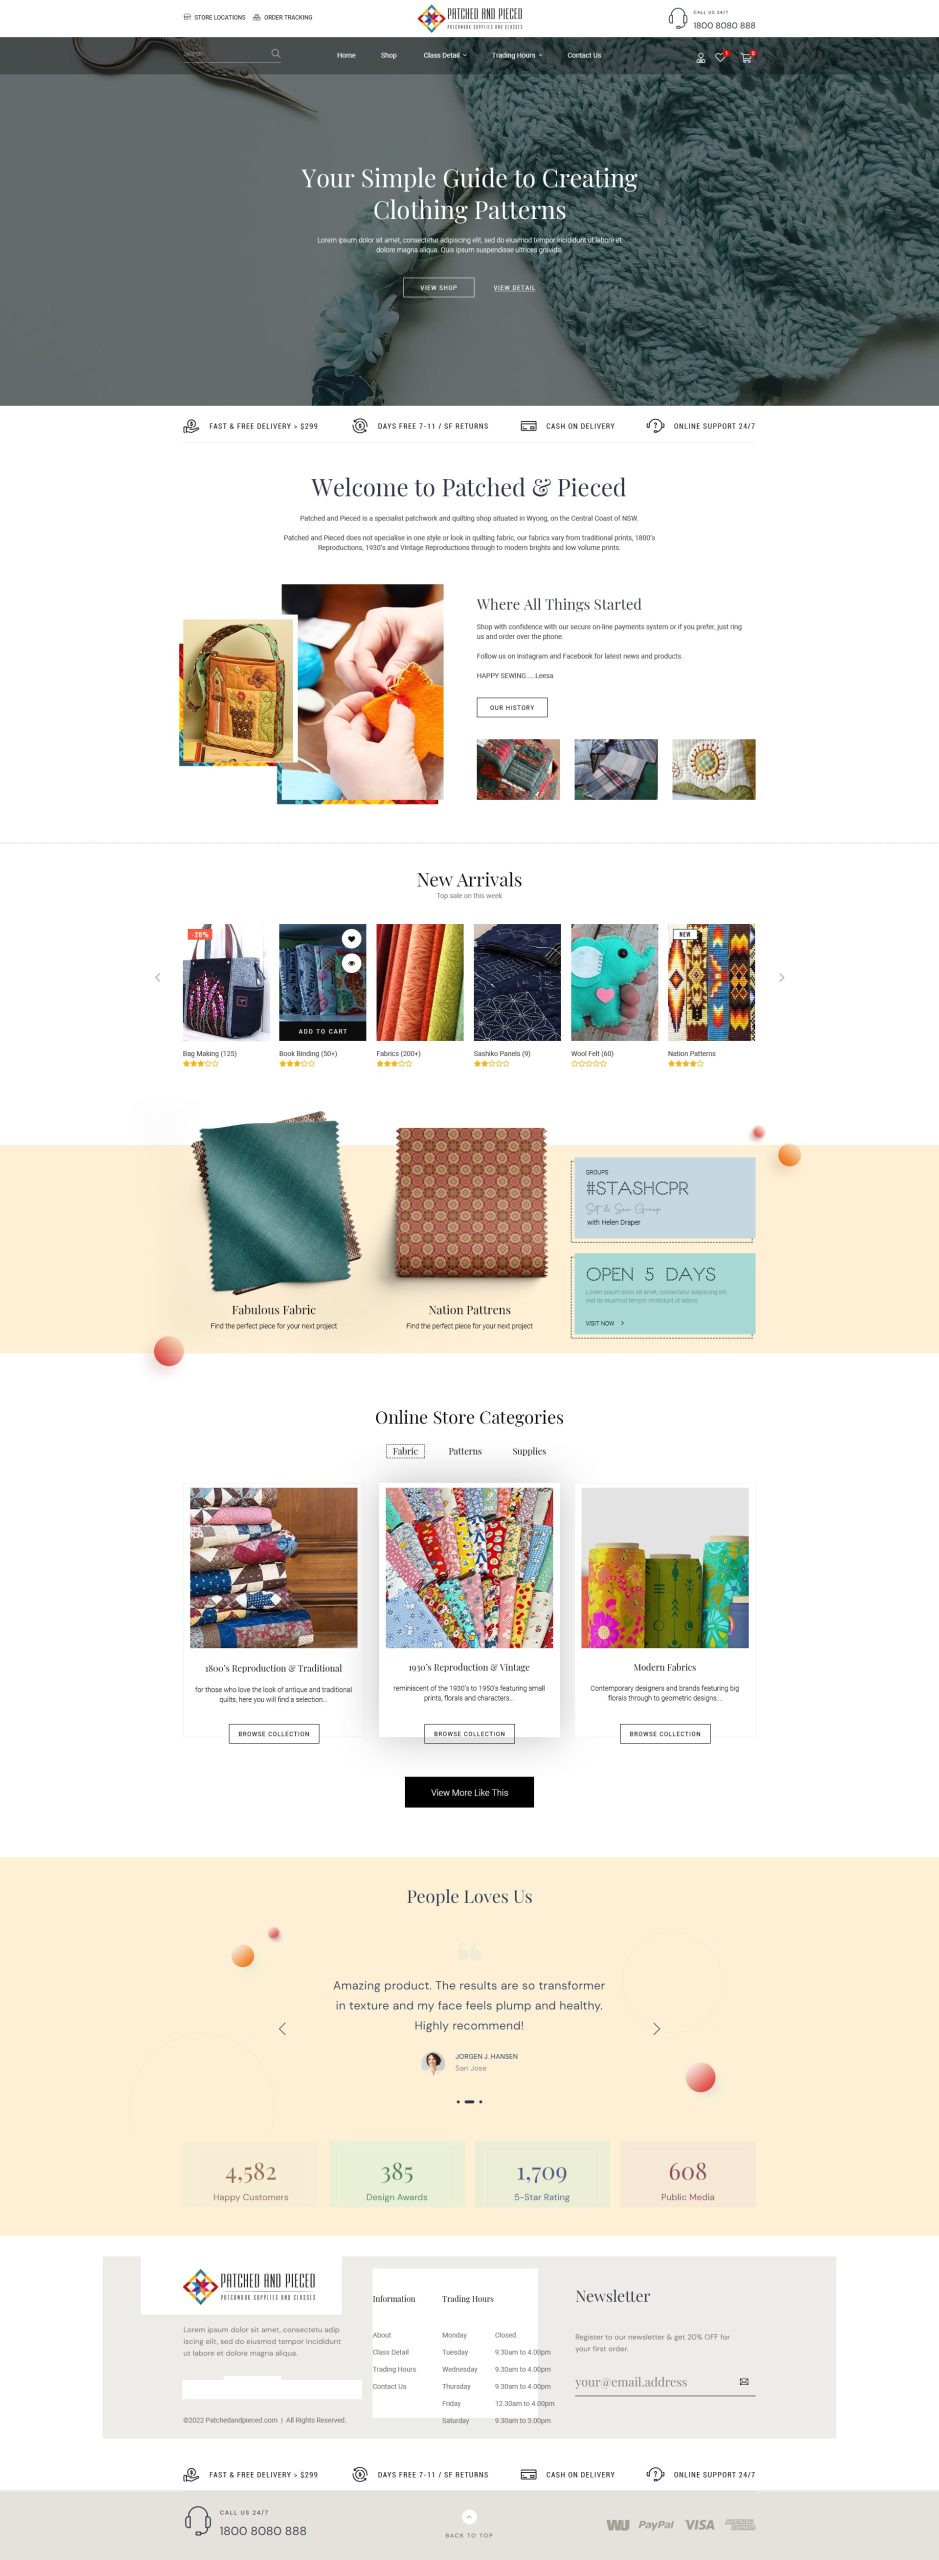 STORE LOCATIONS
ORDER TRACKING
PATCHED AND PIECED
PATCHWORK SUPPLIES AND CLASSES
CALL US 24/7
1800 8080 888
Home
Shop
Class Detail
Trading Hours
Contact Us
1
0
Your Simple Guide to Creating
Clothing Patterns
Lorem ipsum dolor sit amet, consectetur adipiscing elit, sed do eiusmod tempor incididunt ut labore et
dolore magna aliqua. Quis ipsum suspendisse ultrices gravida.
VIEW SHOP
VIEW DETAIL
FAST & FREE DELIVERY > $299
DAYS FREE 7-11 / SF RETURNS
CASH ON DELIVERY
ONLINE SUPPORT 24/7
Welcome to Patched & Pieced
Patched and Pieced is a specialist patchwork and quilting shop situated in Wyong, on the Central Coast of NSW.
Patched and Pieced does not specialise in one style or look in quilting fabric, our fabrics vary from traditional prints, 1800's
Reproductions, 1930's and Vintage Reproductions through to modern brights and low volume prints.
Where All Things Started
Shop with confidence with our secure on-line payments system or if you prefer, just ring
us and order over the phone.
Follow us on Instagram and Facebook for latest news and products.
HAPPY SEWING.....Leesa
OUR HISTORY
New Arrivals
Top sale on this week
-20%
ADD TO CART
NEW
Bag Making (125)
Book Binding (50+)
Fabrics (200+)
Sashiko Panels (9)
Wool Felt (60)
Nation Patterns
GROUPS
#STASHCPR
Sit & Sew Group
with Helen Draper
OPEN 5 DAYS
Lorem ipsum dolor sit amet, consectetur adipiscing elit,
sed do eiusmod tempor incididunt ut labore.
VISIT NOW
Fabulous Fabric
Find the perfect piece for your next project
Nation Pattrens
Find the perfect piece for your next project
Online Store Categories
Fabric
Patterns
Supplies
1800's Reproduction & Traditional
for those who love the look of antique and traditional
quilts, here you will find a selection...
BROWSE COLLECTION
1930's Reproduction & Vintage
reminiscent of the 1930's to 1950's featuring small
prints, florals and characters...
BROWSE COLLECTION
Modern Fabrics
Contemporary designers and brands featuring big
florals through to geometric designs...
BROWSE COLLECTION
View More Like This
People Loves Us
Amazing product. The results are so transformer
in texture and my face feels plump and healthy.
Highly recommend!
JORGEN J. HANSEN
San Jose
4,582
Happy Customers
385
Design Awards
1,709
5-Star Rating
608
Public Media
PATCHED AND PIECED
PATCHWORK SUPPLIES AND CLASSES
Lorem ipsum dolor sit amet, consectetu adip
iscing elit, sed do eiusmod tempor incididunt
ut labore et dolore magna aliqua.
©2022 Patchedandpieced.com | All Rights Reserved.
Information
About
Class Detail
Trading Hours
Contact Us
Trading Hours
Monday Closed
Tuesday 9.30am to 4.00pm
Wednesday 9.30am to 4.00pm
Thursday 9.30am to 4.00pm
Friday 12.30am to 4.00pm
Saturday 9.30am to 3.00pm
Newsletter
Register to our newsletter & get 20% OFF for
your first order.
your@email.address
FAST & FREE DELIVERY > $299
DAYS FREE 7-11 / SF RETURNS
CASH ON DELIVERY
ONLINE SUPPORT 24/7
CALL US 24/7
1800 8080 888
BACK TO TOP
WU
PayPal
VISA
AMERICAN
EXPRESS